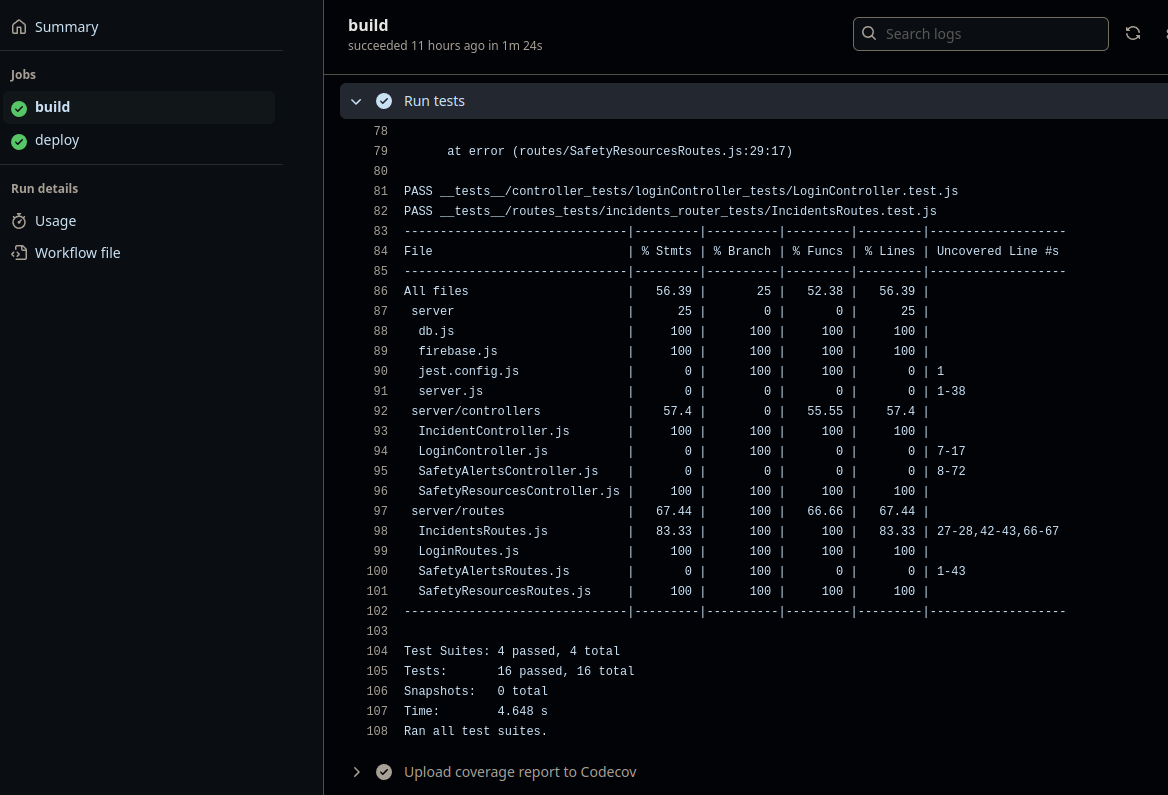 Summary
Jobs
build
deploy
Run details
Usage
Workflow file
build
succeeded 11 hours ago in 1m 24s
Search logs
Run tests
78
79       at error (routes/SafetyResourcesRoutes.js:29:17)
80
81 PASS __tests__/controller_tests/loginController_tests/LoginController.test.js
82 PASS __tests__/routes_tests/incidents_router_tests/IncidentsRoutes.test.js
83 -------------------------------|---------|----------|---------|---------|-------------------
84 File                           | % Stmts | % Branch | % Funcs | % Lines | Uncovered Line #s
85 -------------------------------|---------|----------|---------|---------|-------------------
86 All files                      |   56.39 |       25 |   52.38 |   56.39 |
87  server                        |      25 |        0 |       0 |      25 |
88   db.js                        |     100 |      100 |     100 |     100 |
89   firebase.js                  |     100 |      100 |     100 |     100 |
90   jest.config.js               |       0 |      100 |     100 |       0 | 1
91   server.js                    |       0 |        0 |       0 |       0 | 1-38
92  server/controllers            |    57.4 |        0 |   55.55 |    57.4 |
93   IncidentController.js        |     100 |      100 |     100 |     100 |
94   LoginController.js           |       0 |      100 |       0 |       0 | 7-17
95   SafetyAlertsController.js    |       0 |        0 |       0 |       0 | 8-72
96   SafetyResourcesController.js |     100 |      100 |     100 |     100 |
97  server/routes                 |   67.44 |      100 |   66.66 |   67.44 |
98   IncidentsRoutes.js           |   83.33 |      100 |     100 |   83.33 | 27-28,42-43,66-67
99   LoginRoutes.js               |     100 |      100 |     100 |     100 |
100   SafetyAlertsRoutes.js        |       0 |      100 |       0 |       0 | 1-43
101   SafetyResourcesRoutes.js     |     100 |      100 |     100 |     100 |
102 -------------------------------|---------|----------|---------|---------|-------------------
103
104 Test Suites: 4 passed, 4 total
105 Tests:       16 passed, 16 total
106 Snapshots:   0 total
107 Time:        4.648 s
108 Ran all test suites.
Upload coverage report to Codecov